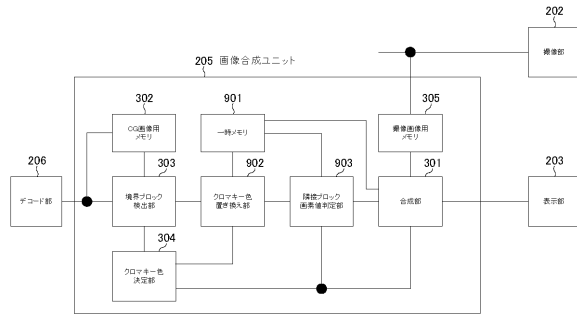 202
撮像部
205 画像合成ユニット
302
CG画像用
メモリ
901
一時メモリ
305
撮像画像用
メモリ
206
デコード部
303
境界ブロック
検出部
902
クロマキー色
置き換え部
903
隣接ブロック
画素値判定部
301
合成部
203
表示部
304
クロマキー色
決定部